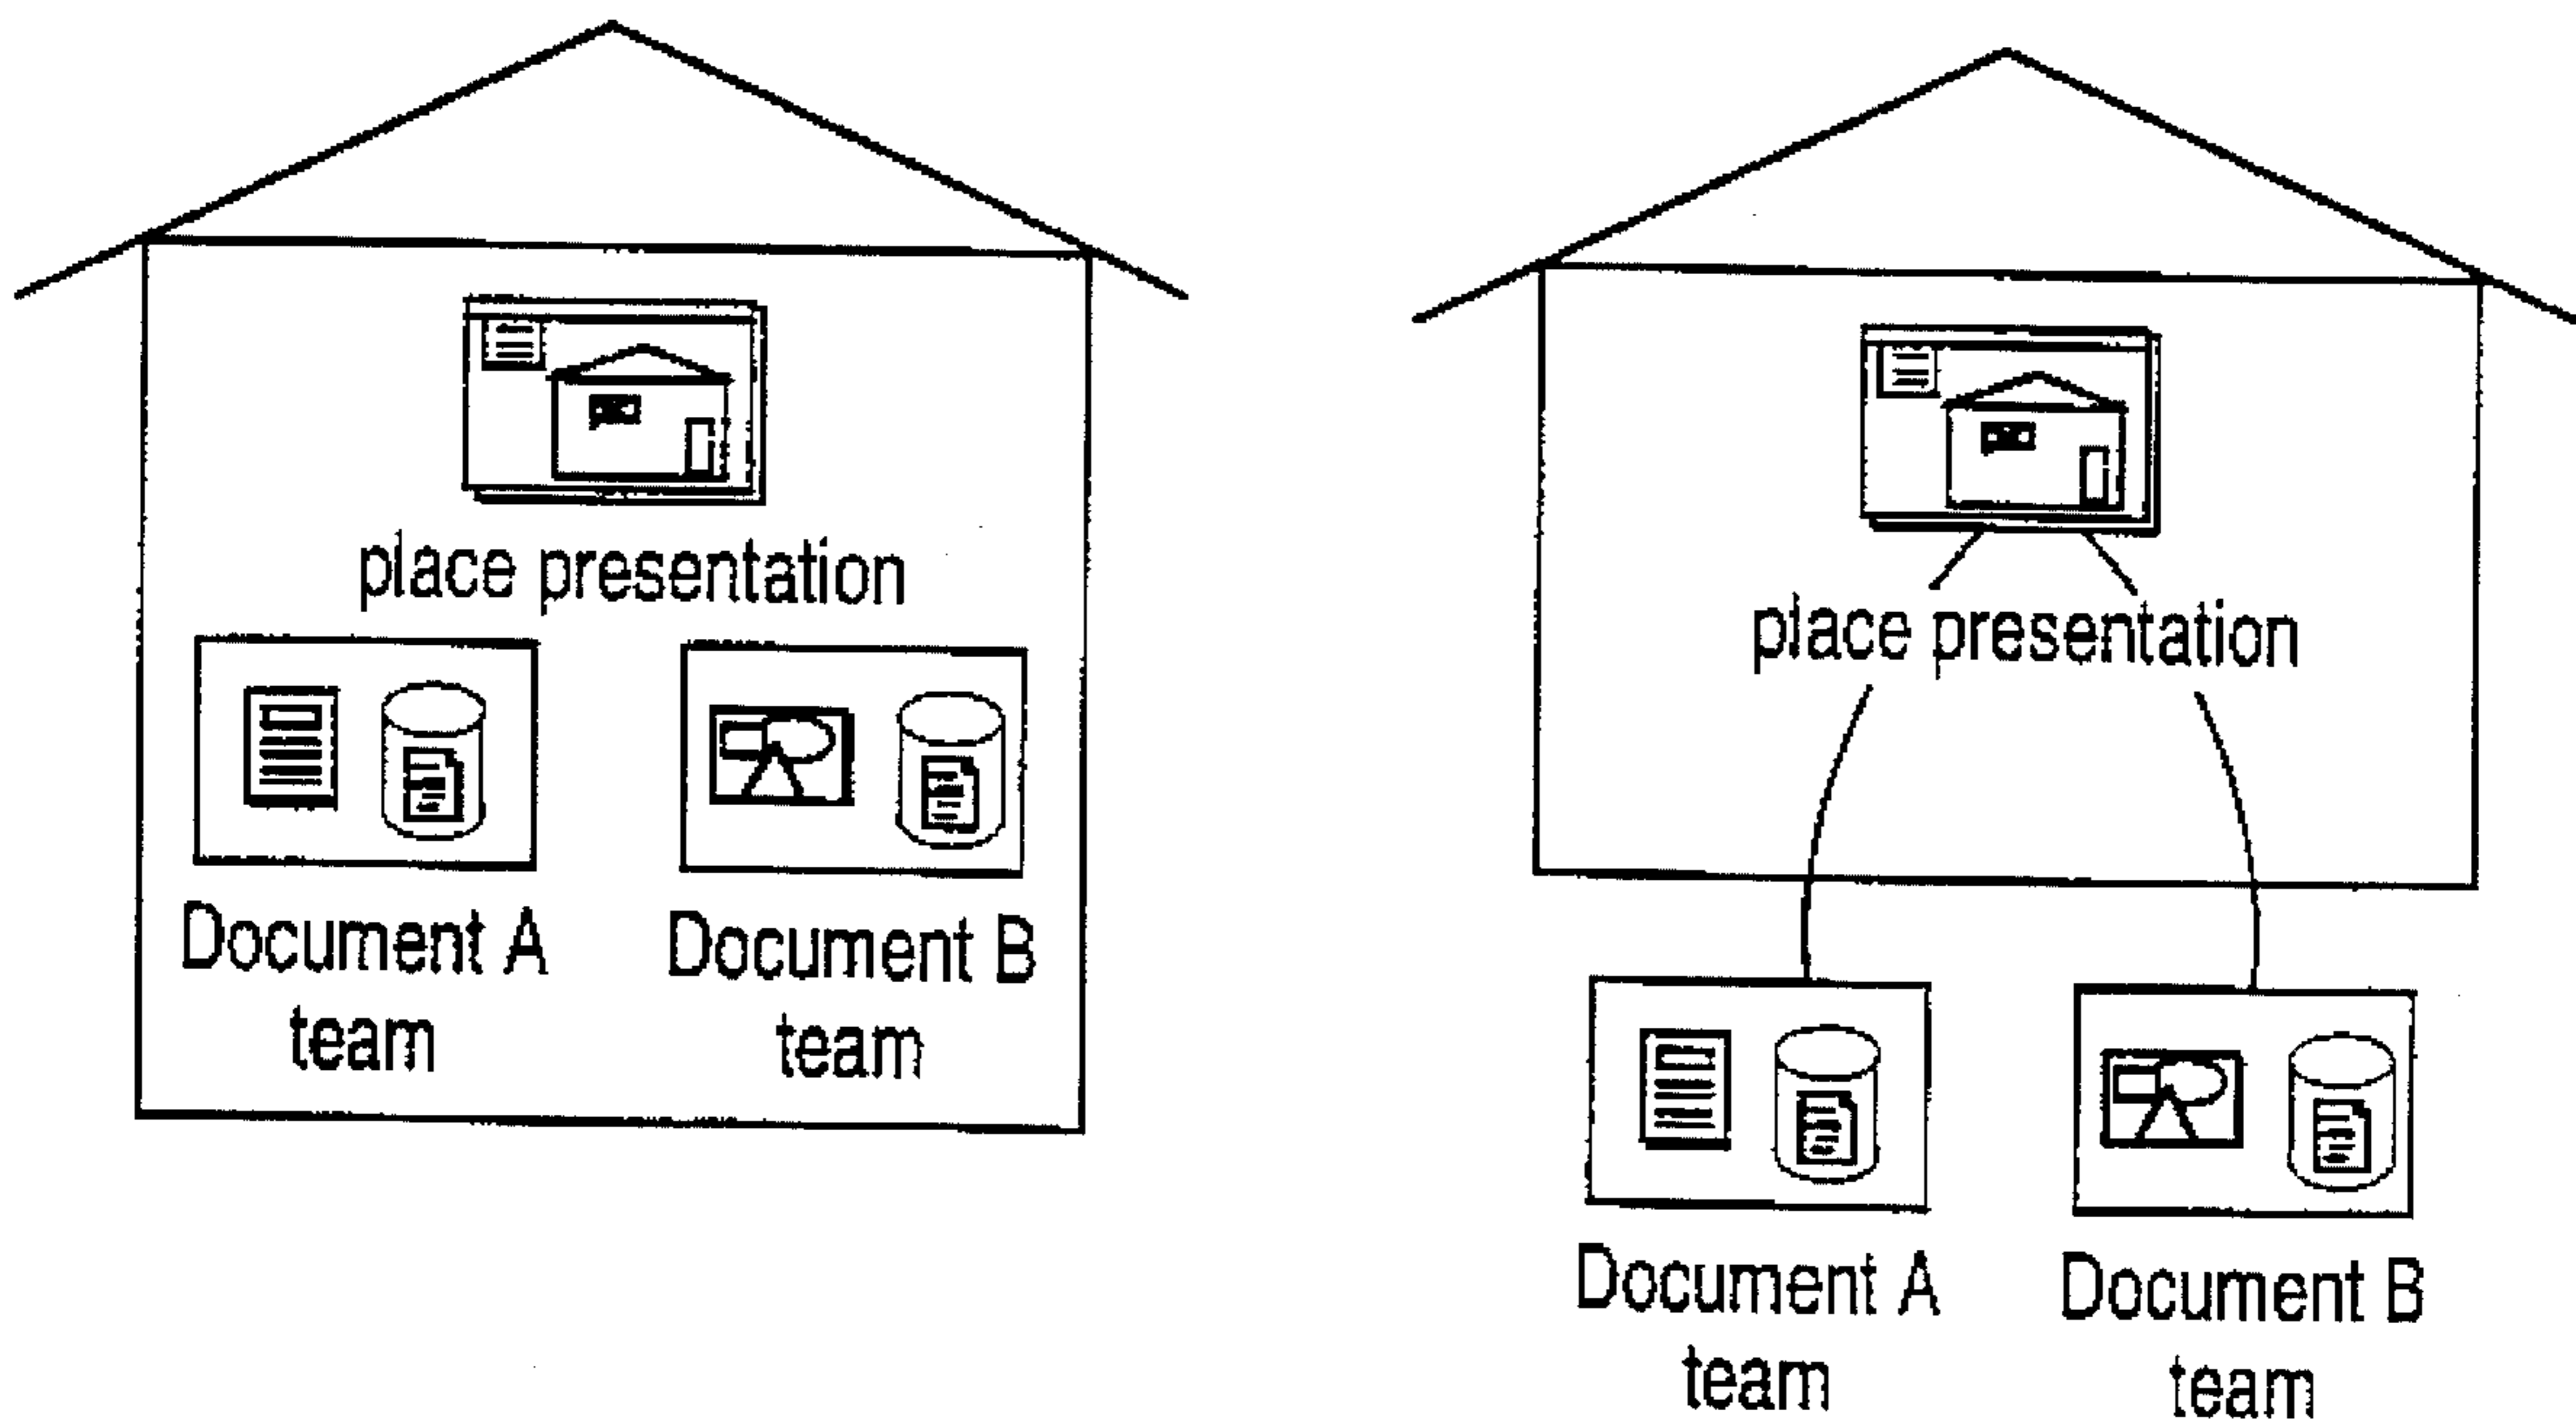 place presentation
Document A
team
Document B
team
place presentation
Document A
team
Document B
team